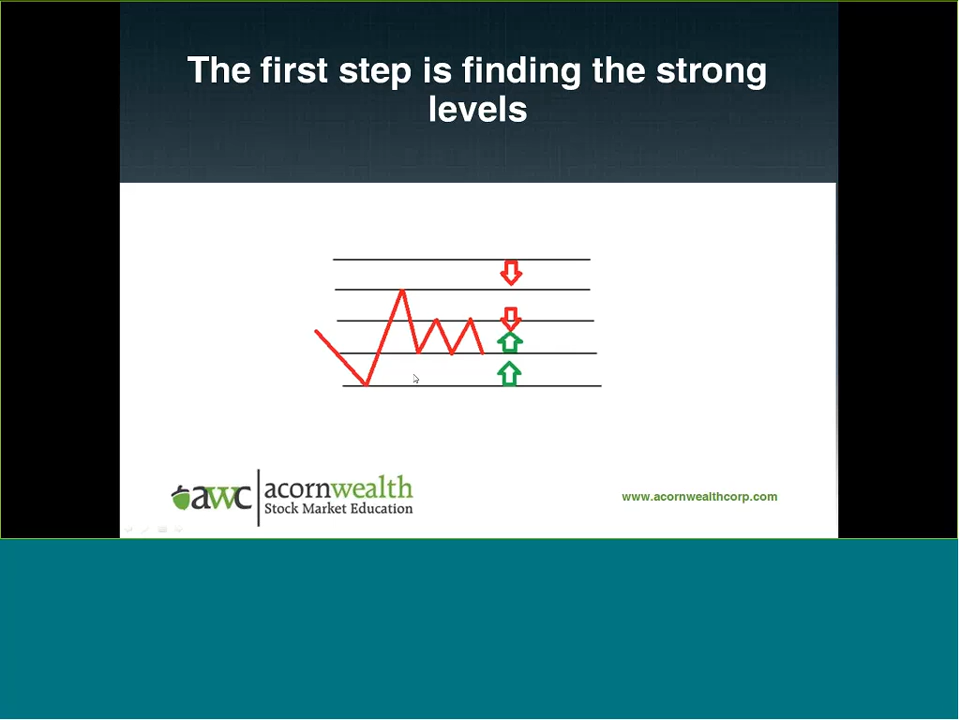 The first step is finding the strong
levels
awc acornwealth
Stock Market Education
www.acornwealthcorp.com